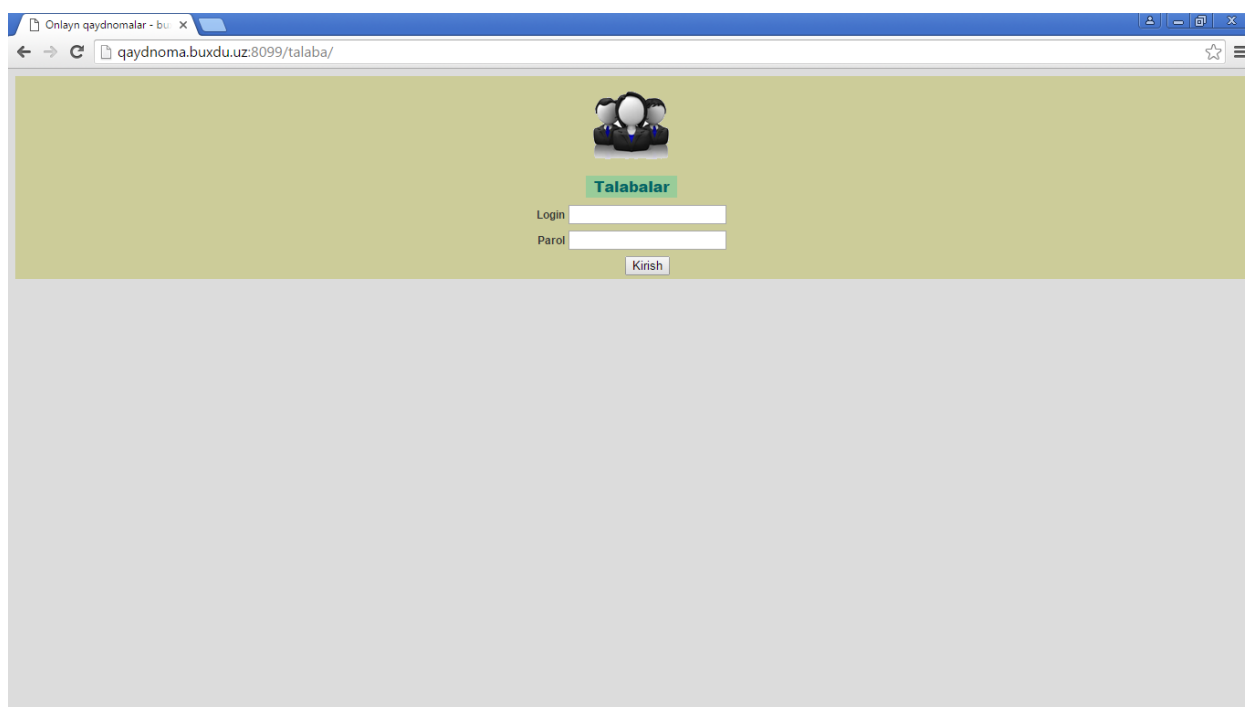 Onlayn qaydnomalar - bu
qaydnoma.buxdu.uz:8099/talaba/
Talabalar
Login
Parol
Kirish